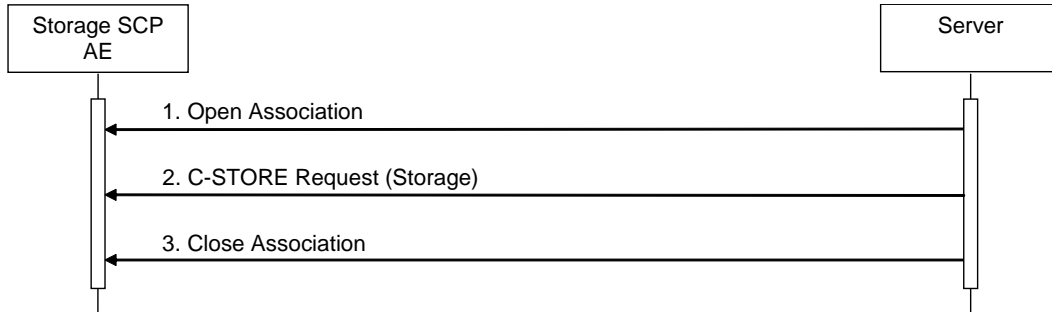 Storage SCP
AE
Server
1. Open Association
2. C-STORE Request (Storage)
3. Close Association